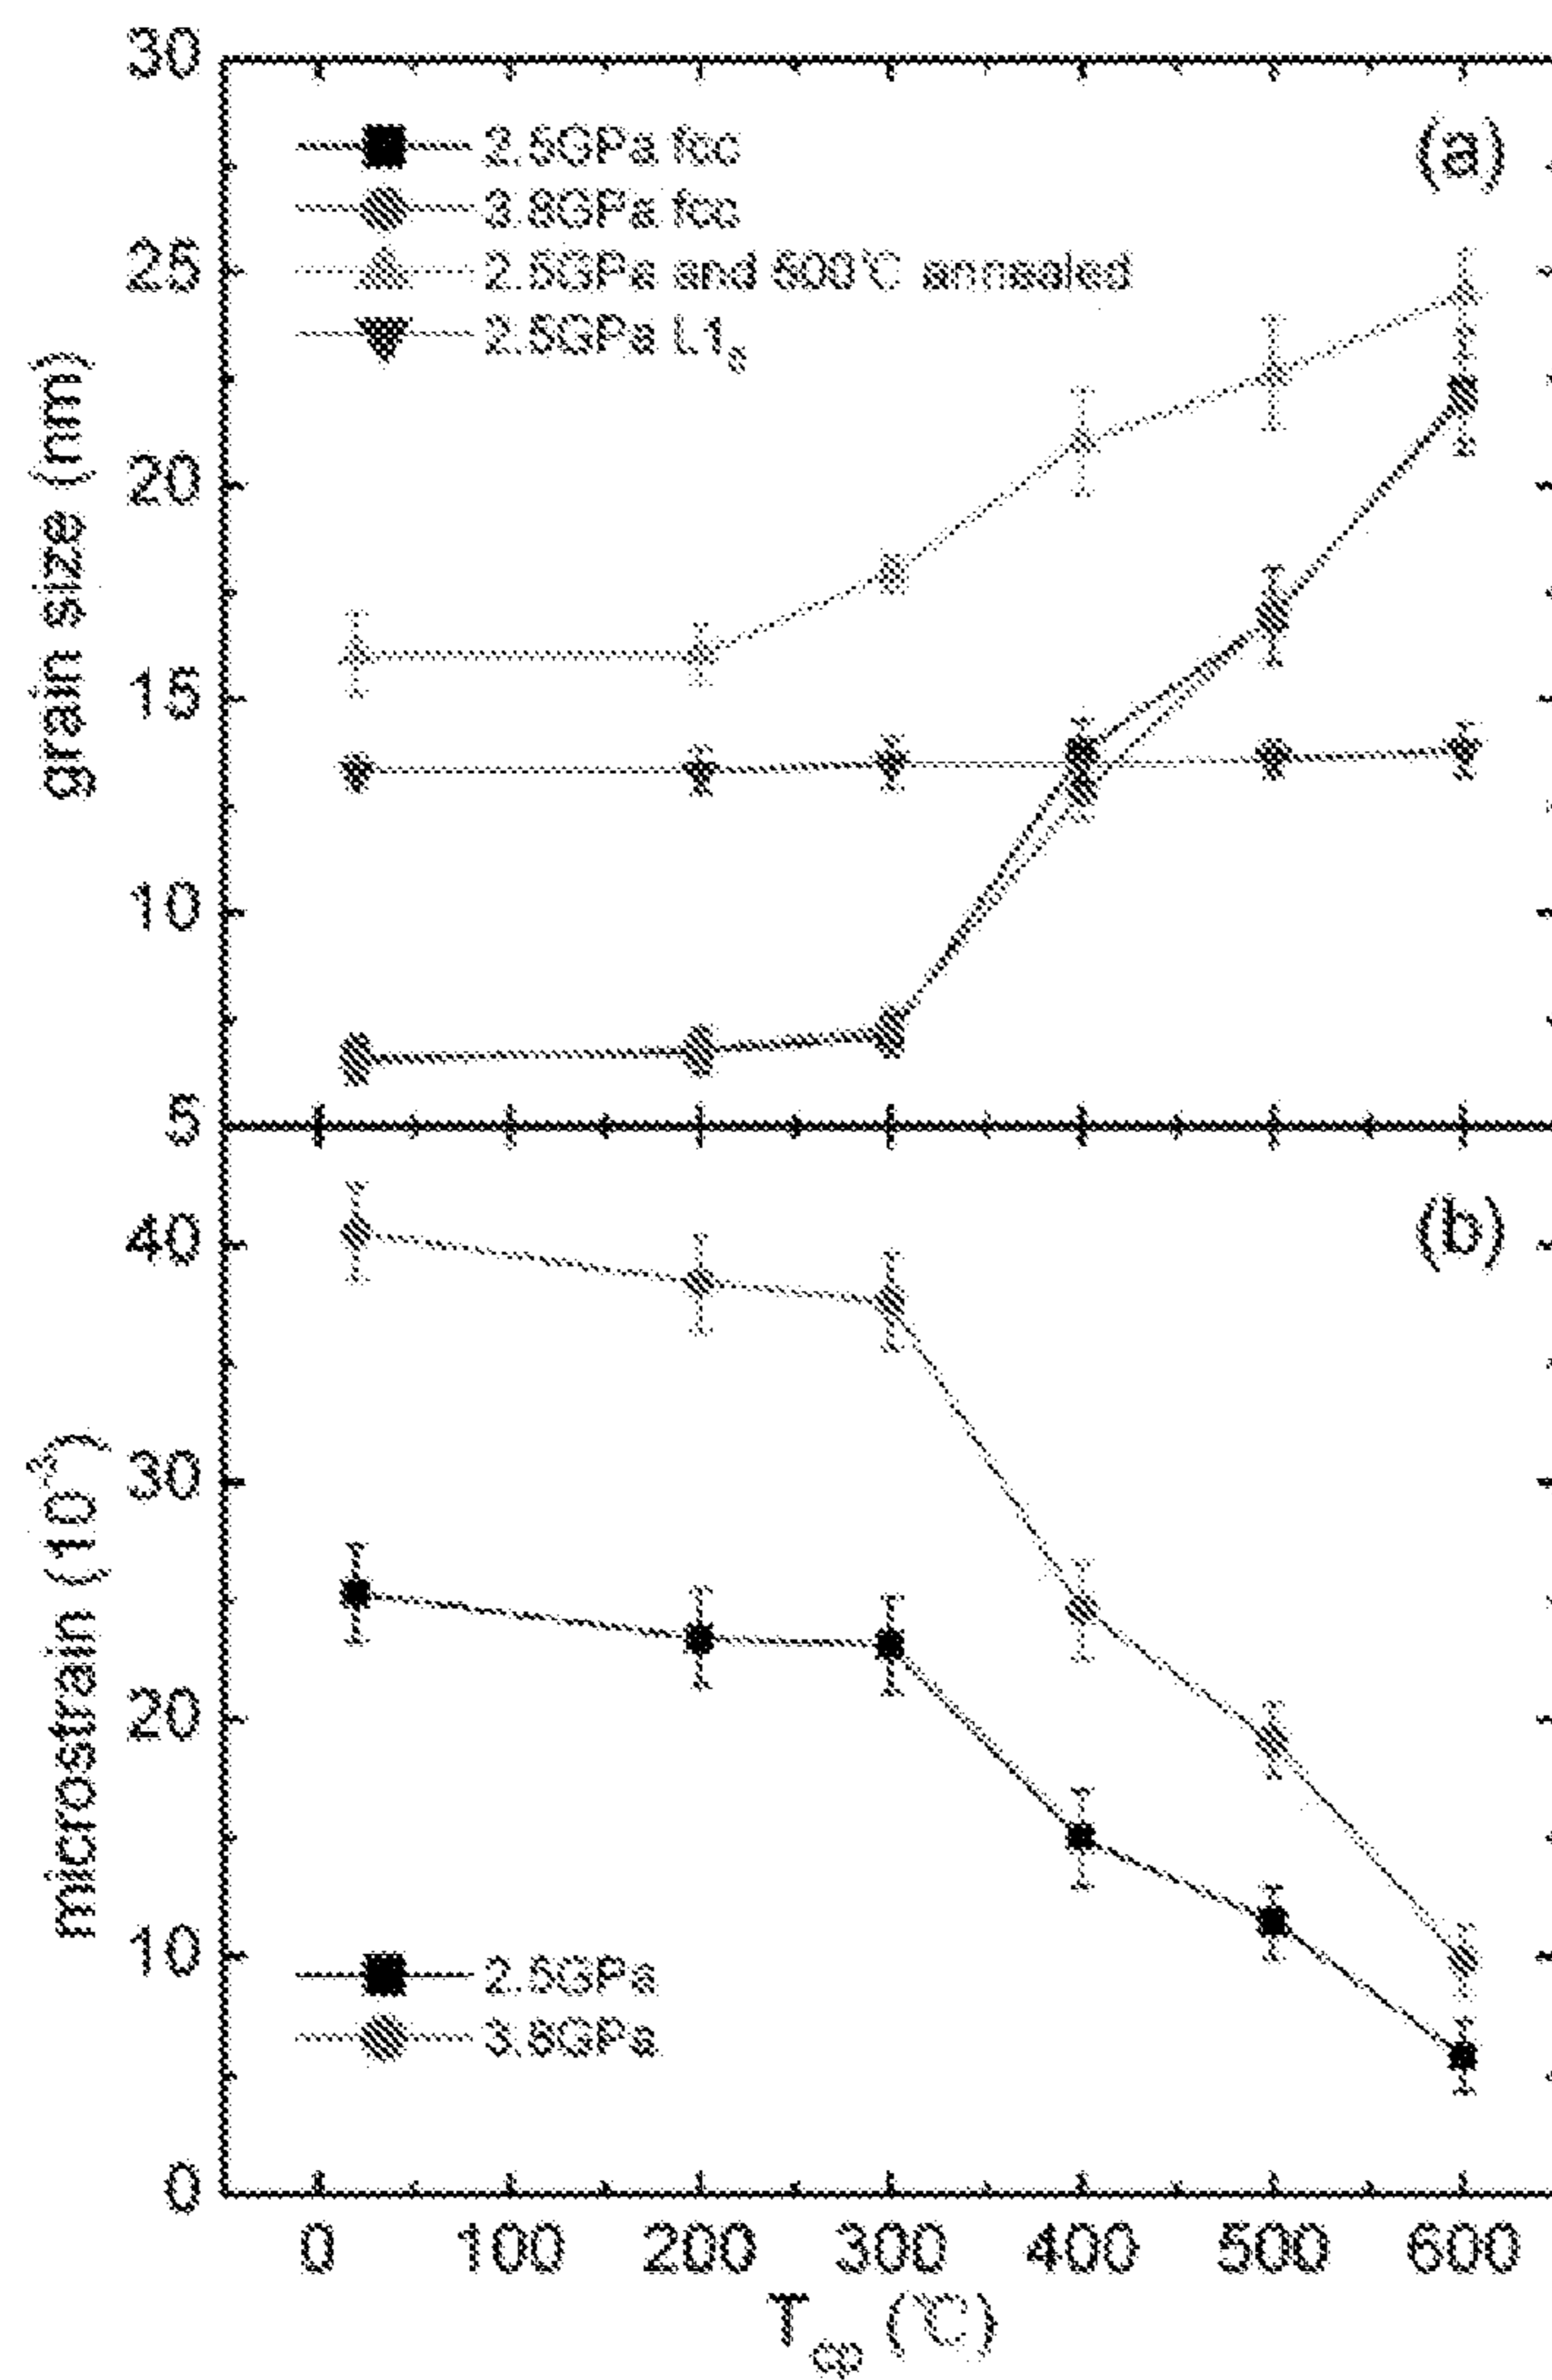 30
(a)
2.5GPa fcc
3.8GPa fcc
2.5GPa and 500℃ annealed
2.5GPa L1
25
20
15
10
5
grain size (nm)
(b)
40
30
20
10
0
microstrain (10⁻³)
2.5GPa
3.8GPa
0 100 200 300 400 500 600
T (℃)